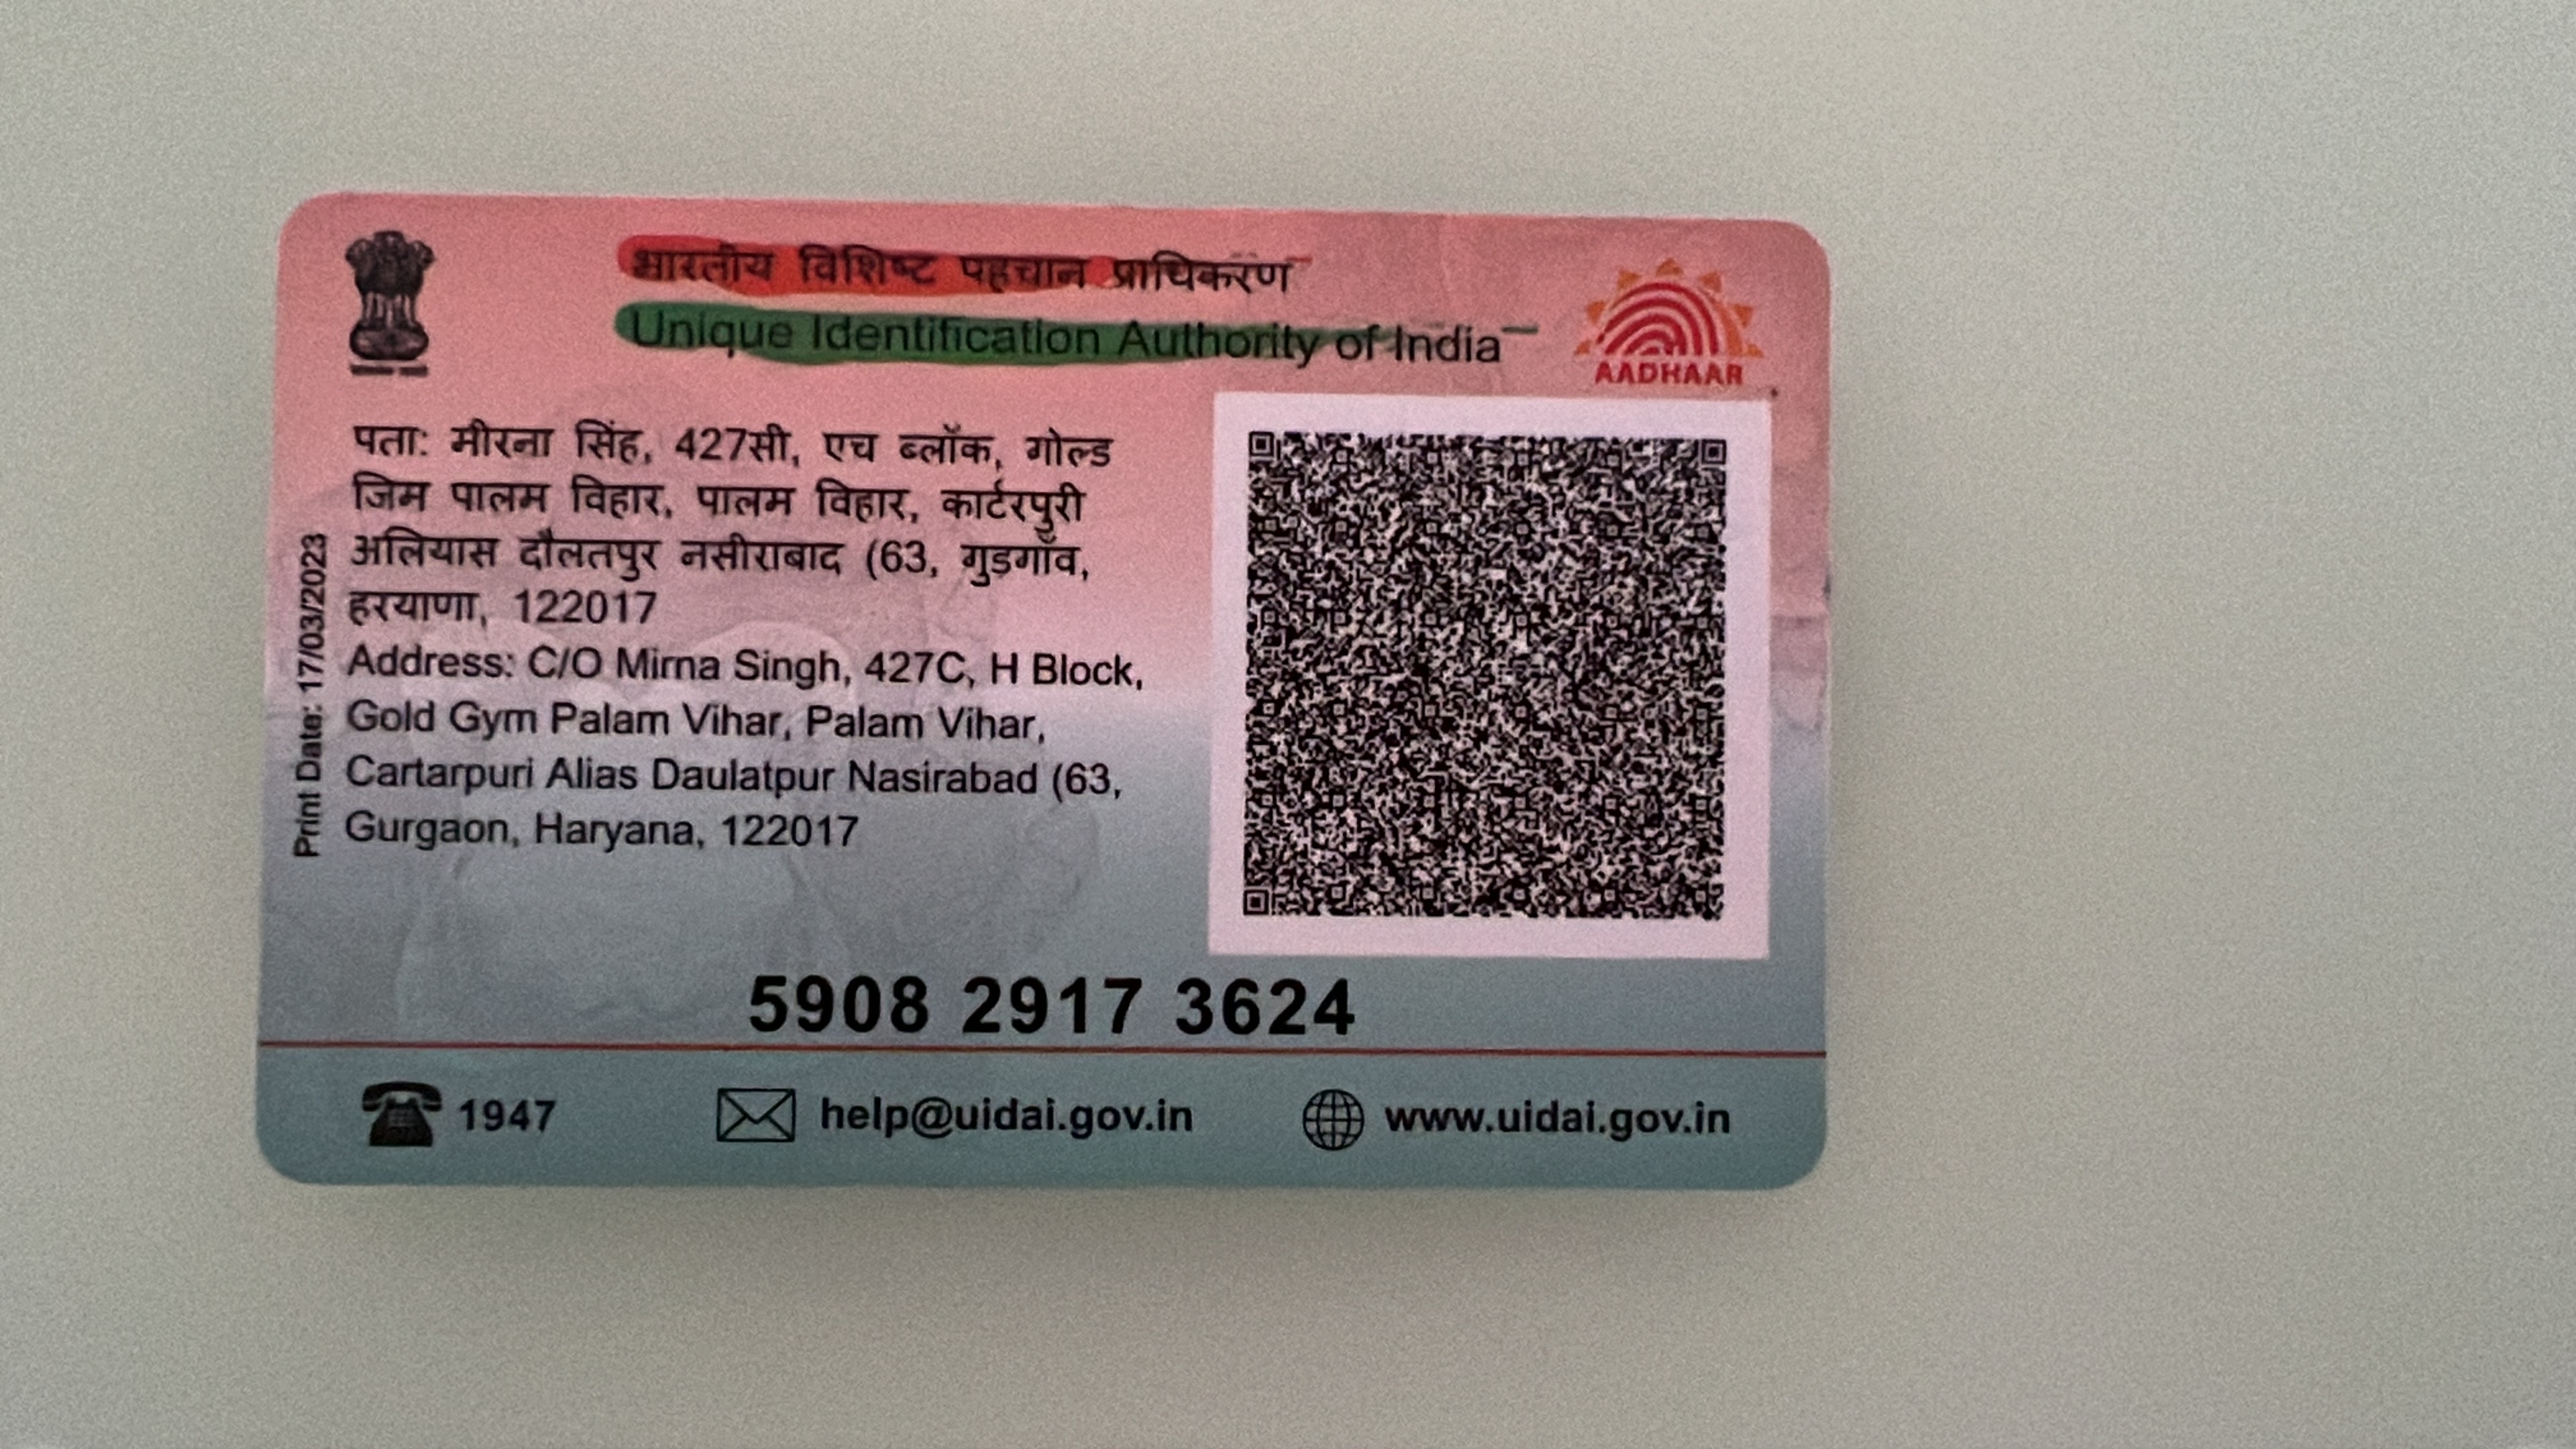 भारतीय विशिष्ट पहचान प्राधिकरण
Unique Identification Authority of India
AADHAAR
पता: मीरना सिंह, 427सी, एच ब्लॉक, गोल्ड
जिम पालम विहार, पालम विहार, कार्टरपुरी
अलियास दौलतपुर नसीराबाद (63, गुडगाँव,
हरयाणा, 122017
Address: C/O Mirna Singh, 427C, H Block,
Gold Gym Palam Vihar, Palam Vihar,
Cartarpuri Alias Daulatpur Nasirabad (63,
Gurgaon, Haryana, 122017
Print Date: 17/03/2023
5908 2917 3624
1947
help@uidai.gov.in
www.uidai.gov.in